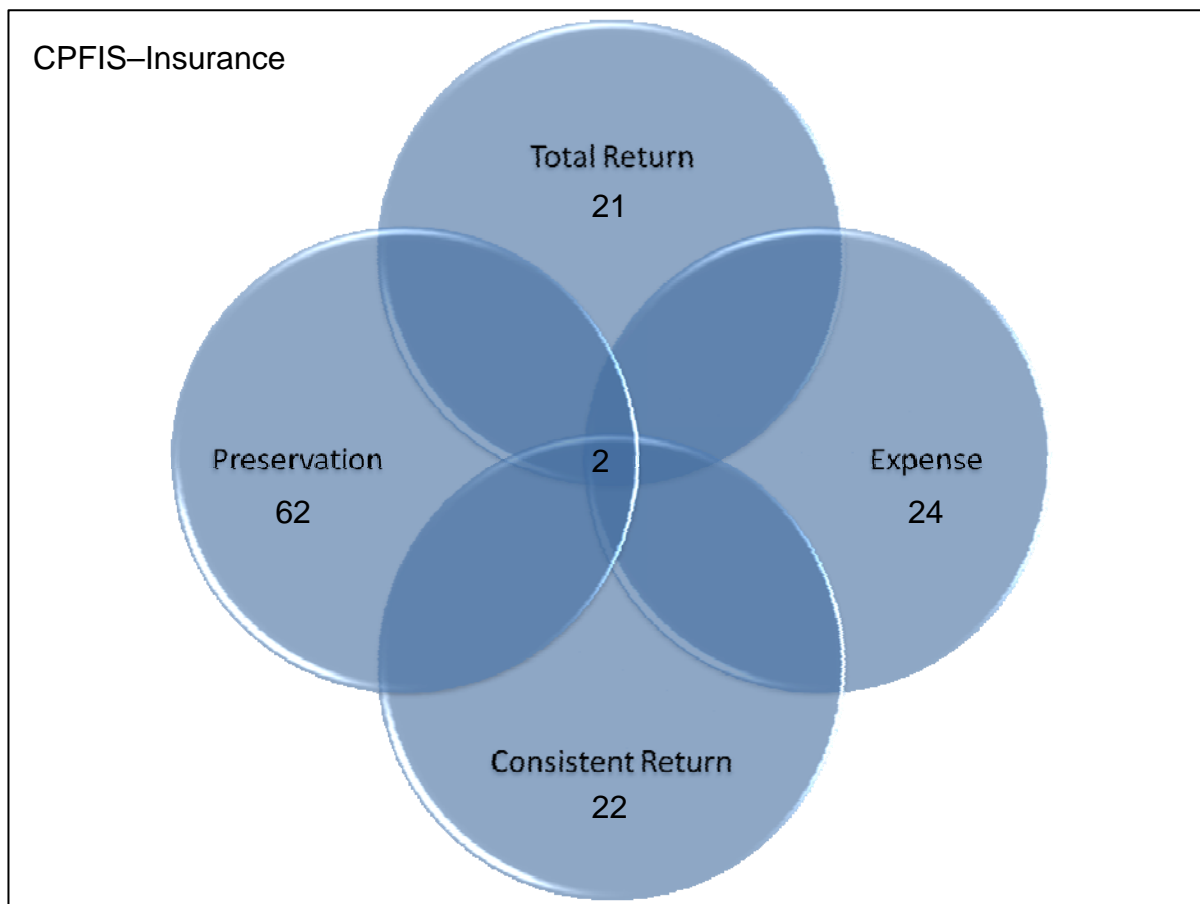 CPFIS–Insurance
Total Return
21
Preservation
62
2
Expense
24
Consistent Return
22